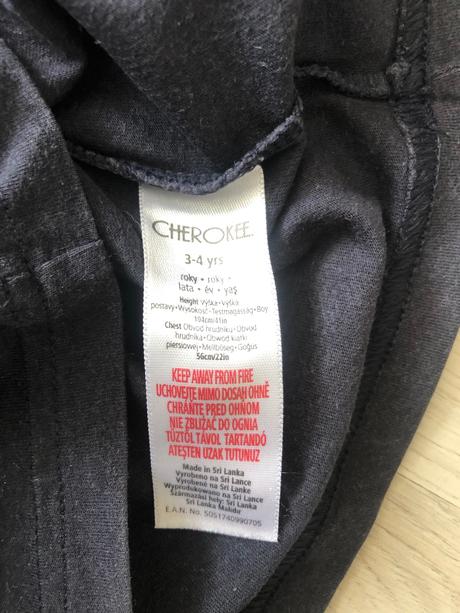 CHEROKEE.
3-4 yrs
roky • roky •
lata • év • yaş
Height Výška • Výška
postavy • Wysokość • Testmagasság • Boy
104cm/41in
Chest Obvod hrudníku • Obvod
hrudníka • Obwód klatki
piersiowej • Mellbőség • Göğüs
56cm/22in
KEEP AWAY FROM FIRE
UCHOVEJTE MIMO DOSAH OHNĚ
CHRÁŇTE PRED OHŇOM
NIE ZBLIŻAĆ DO OGNIA
TŰZTŐL TÁVOL TARTANDÓ
ATEŞTEN UZAK TUTUNUZ
Made in Sri Lanka
Vyrobeno na Srí Lance
Vyrobené na Srí Lanke
Wyprodukowano na Sri Lance
Származási hely: Srí Lanka
Sri Lanka Malıdır
E.A.N. No. 5051740990705